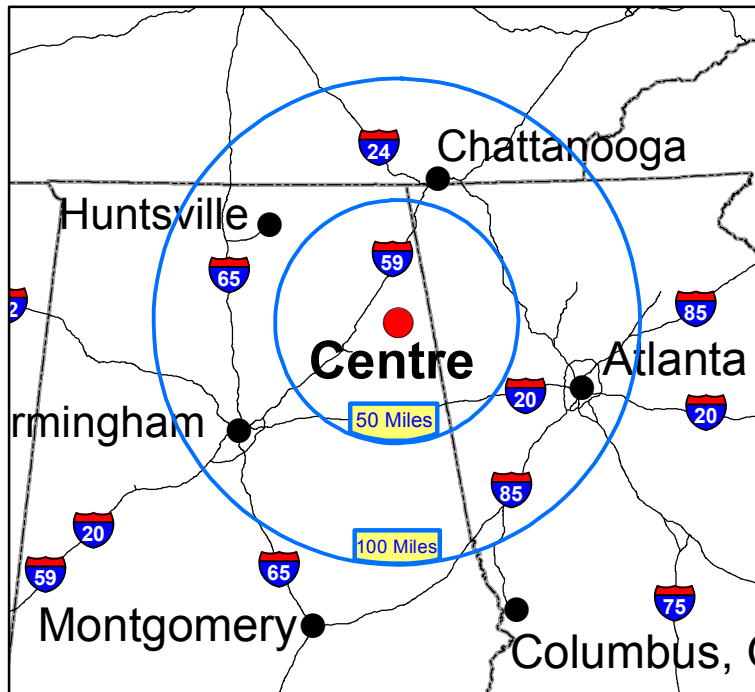 24
Chattanooga
Huntsville
59
65
2
85
Centre
Atlanta
20
20
50 Miles
rmingham
85
20
100 Miles
59
65
75
Montgomery
Columbus,